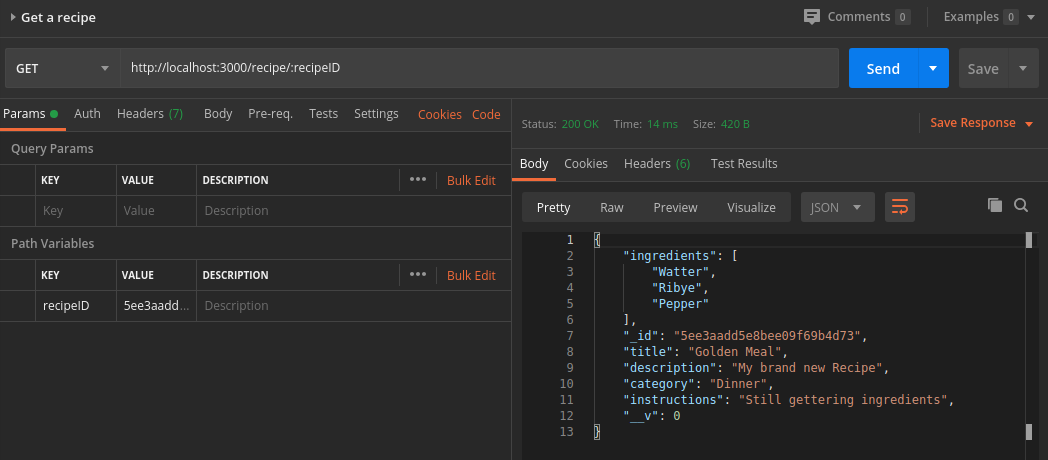 Get a recipe
Comments 0
Examples 0
GET
http://localhost:3000/recipe/:recipeID
Send
Save
Params
Auth
Headers (7)
Body
Pre-req.
Tests
Settings
Cookies
Code
Query Params
KEY VALUE DESCRIPTION ••• Bulk Edit
Key Value Description
Path Variables
KEY VALUE DESCRIPTION ••• Bulk Edit
recipeID 5ee3aadd... Description
Status: 200 OK Time: 14 ms Size: 420 B
Save Response
Body Cookies Headers (6) Test Results
Pretty Raw Preview Visualize JSON
1 {
2 "ingredients": [
3 "Watter",
4 "Ribye",
5 "Pepper"
6 ],
7 "_id": "5ee3aadd5e8bee09f69b4d73",
8 "title": "Golden Meal",
9 "description": "My brand new Recipe",
10 "category": "Dinner",
11 "instructions": "Still gettering ingredients",
12 "__v": 0
13 }